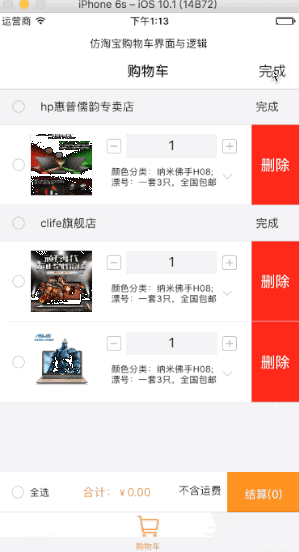 iPhone 6s – iOS 10.1 (14B72)
运营商 下午1:13
仿淘宝购物车界面与逻辑
购物车 完成
hp惠普儒韵专卖店 完成
1
颜色分类：纳米佛手H08;
漂号：一套3只，全国包邮
删除
clife旗舰店 完成
1
颜色分类：纳米佛手H08;
漂号：一套3只，全国包邮
删除
ASUS
1
颜色分类：纳米佛手H08;
漂号：一套3只，全国包邮
删除
全选 合计：￥0.00 不含运费 结算(0)
购物车